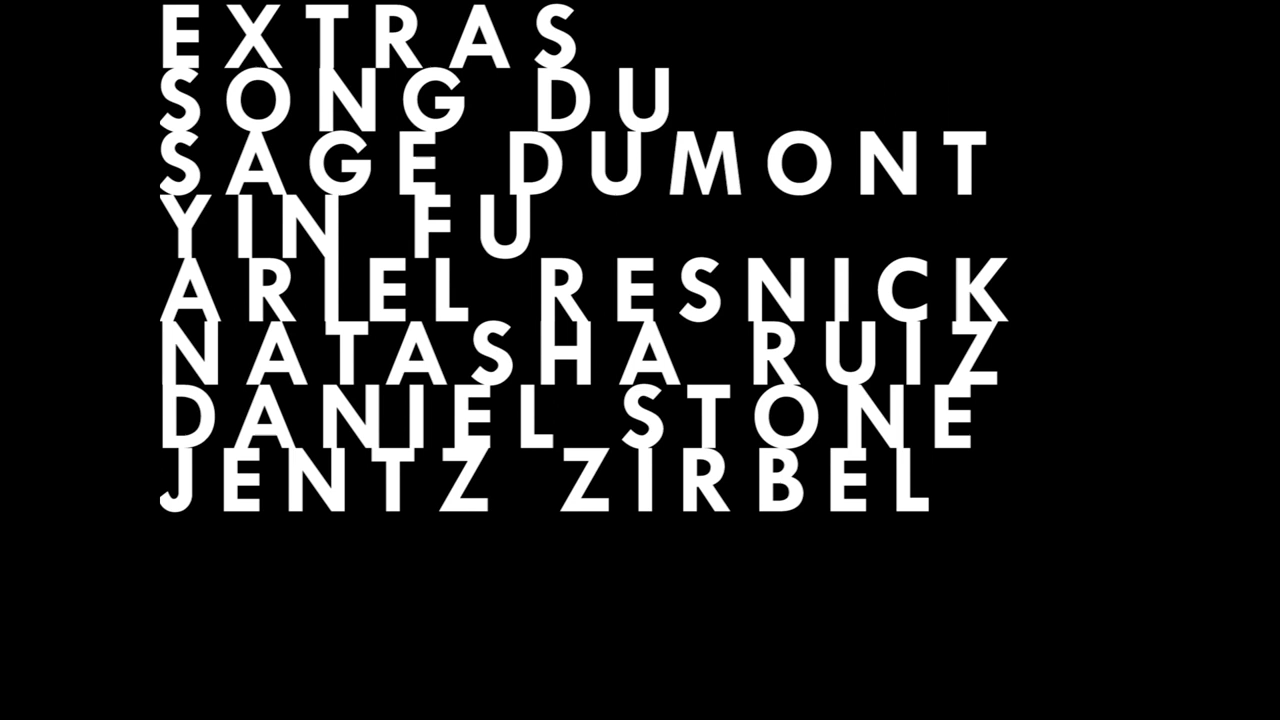 EXTRAS
SONG DU
SAGE DUMONT
YIN FU
ARIEL RESNICK
NATASHA RUIZ
DANIEL STONE
JENTZ ZIRBEL